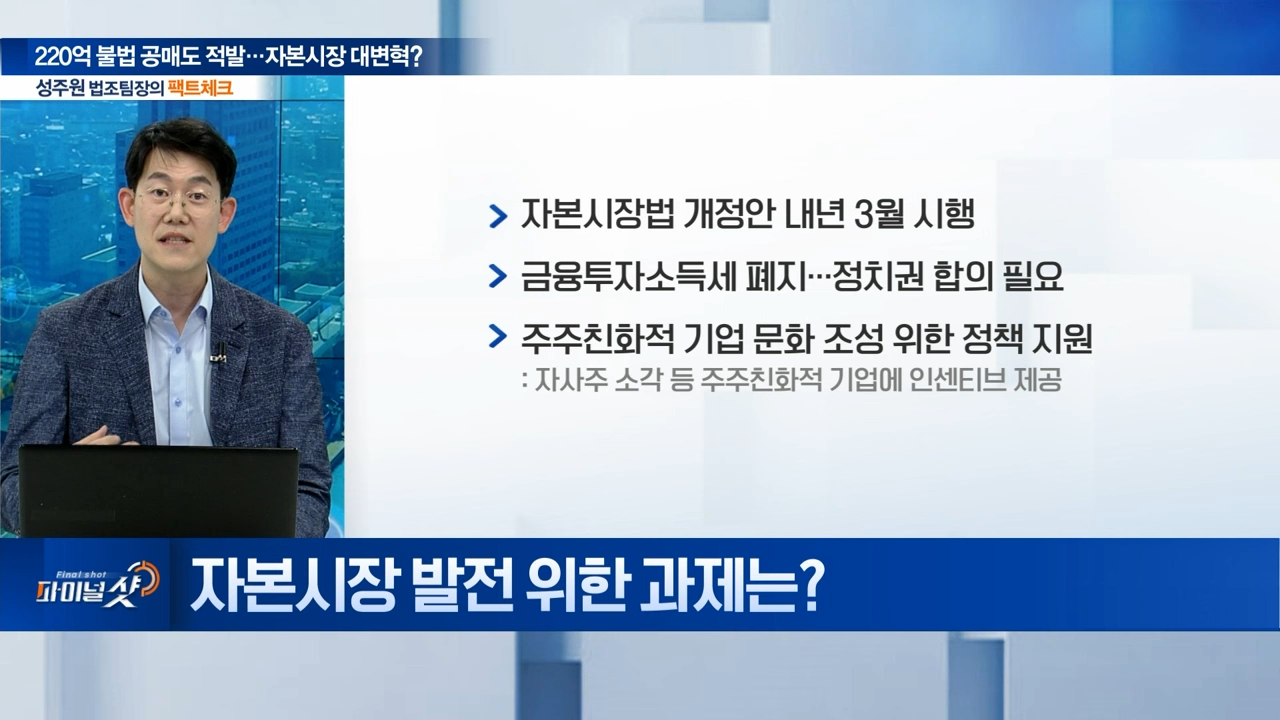 220억 불법 공매도 적발…자본시장 대변혁?
성주원 법조팀장의 팩트체크
자본시장법 개정안 내년 3월 시행
금융투자소득세 폐지…정치권 합의 필요
주주친화적 기업 문화 조성 위한 정책 지원
: 자사주 소각 등 주주친화적 기업에 인센티브 제공
Final shot
파이널샷
자본시장 발전 위한 과제는?